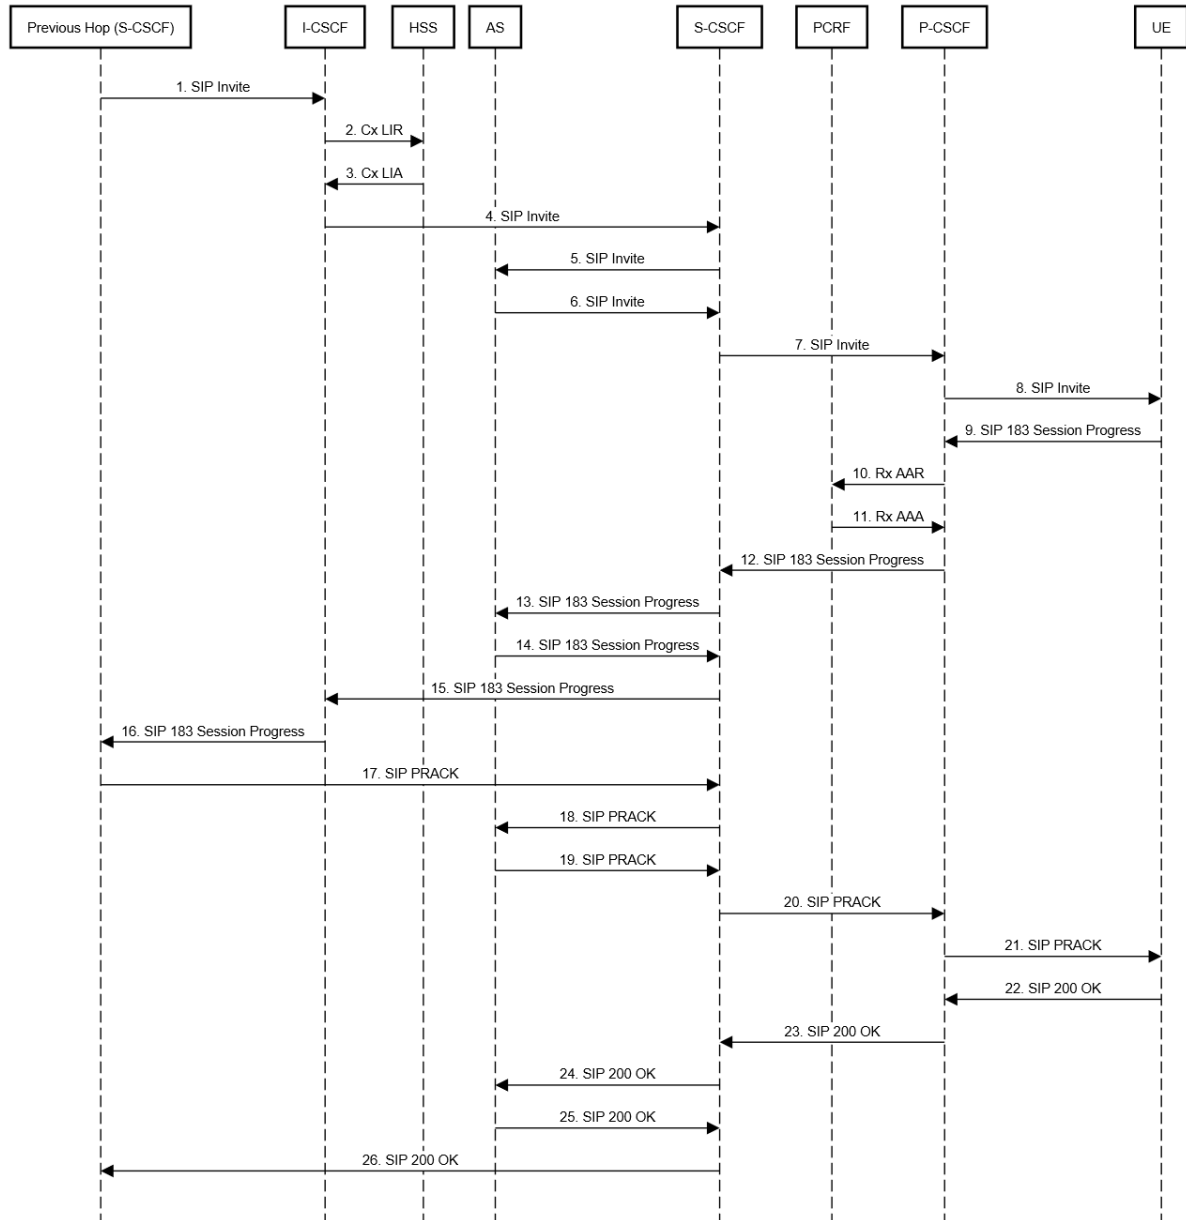 Previous Hop (S-CSCF)
I-CSCF
HSS
AS
S-CSCF
PCRF
P-CSCF
UE
1. SIP Invite
2. Cx LIR
3. Cx LIA
4. SIP Invite
5. SIP Invite
6. SIP Invite
7. SIP Invite
8. SIP Invite
9. SIP 183 Session Progress
10. Rx AAR
11. Rx AAA
12. SIP 183 Session Progress
13. SIP 183 Session Progress
14. SIP 183 Session Progress
15. SIP 183 Session Progress
16. SIP 183 Session Progress
17. SIP PRACK
18. SIP PRACK
19. SIP PRACK
20. SIP PRACK
21. SIP PRACK
22. SIP 200 OK
23. SIP 200 OK
24. SIP 200 OK
25. SIP 200 OK
26. SIP 200 OK